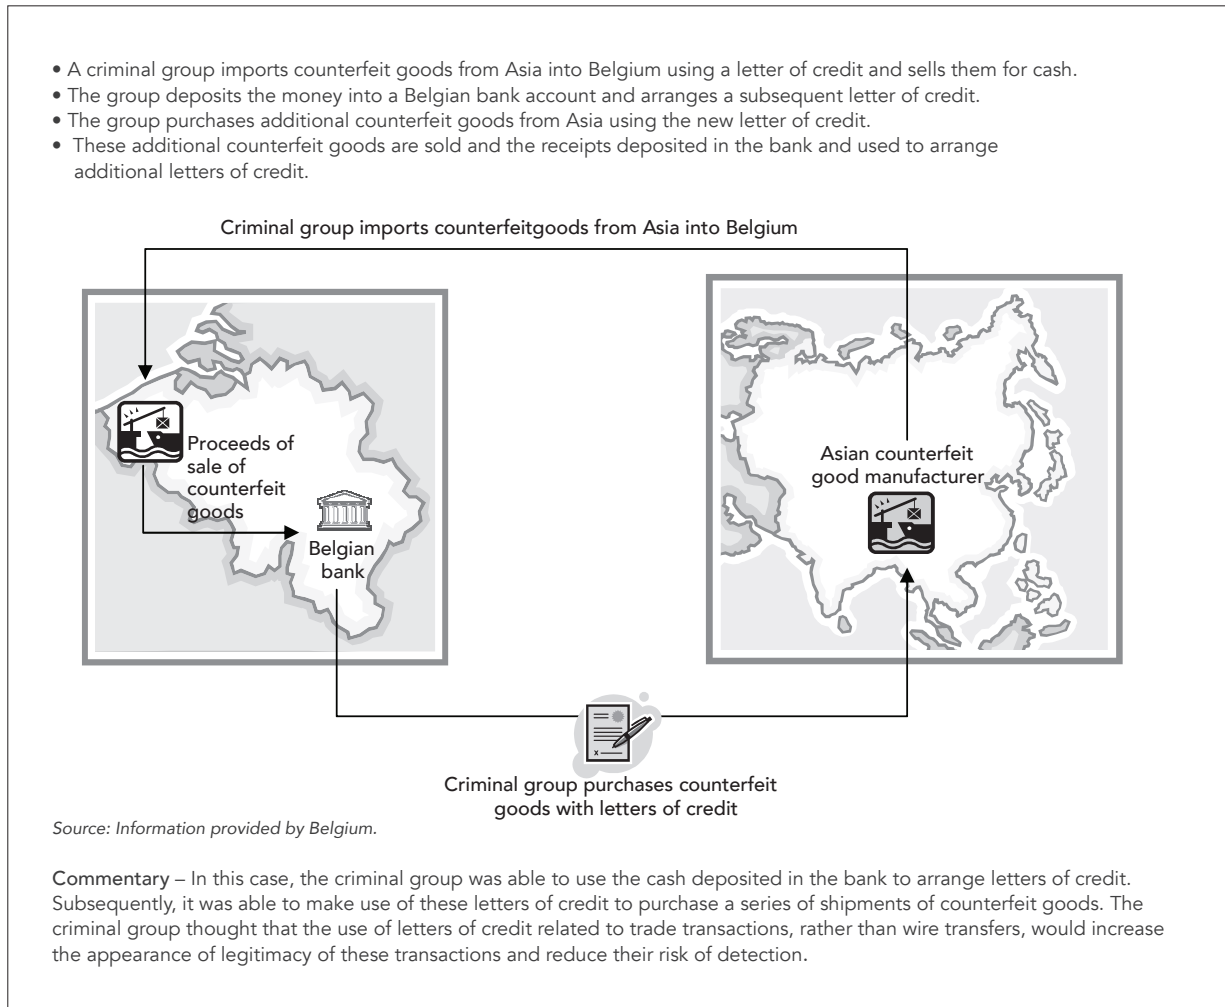 • A criminal group imports counterfeit goods from Asia into Belgium using a letter of credit and sells them for cash.
• The group deposits the money into a Belgian bank account and arranges a subsequent letter of credit.
• The group purchases additional counterfeit goods from Asia using the new letter of credit.
• These additional counterfeit goods are sold and the receipts deposited in the bank and used to arrange
additional letters of credit.
Criminal group imports counterfeitgoods from Asia into Belgium
Proceeds of
sale of
counterfeit
goods
Belgian
bank
Asian counterfeit
good manufacturer
x
Criminal group purchases counterfeit
goods with letters of credit
Source: Information provided by Belgium.
Commentary – In this case, the criminal group was able to use the cash deposited in the bank to arrange letters of credit.
Subsequently, it was able to make use of these letters of credit to purchase a series of shipments of counterfeit goods. The
criminal group thought that the use of letters of credit related to trade transactions, rather than wire transfers, would increase
the appearance of legitimacy of these transactions and reduce their risk of detection.